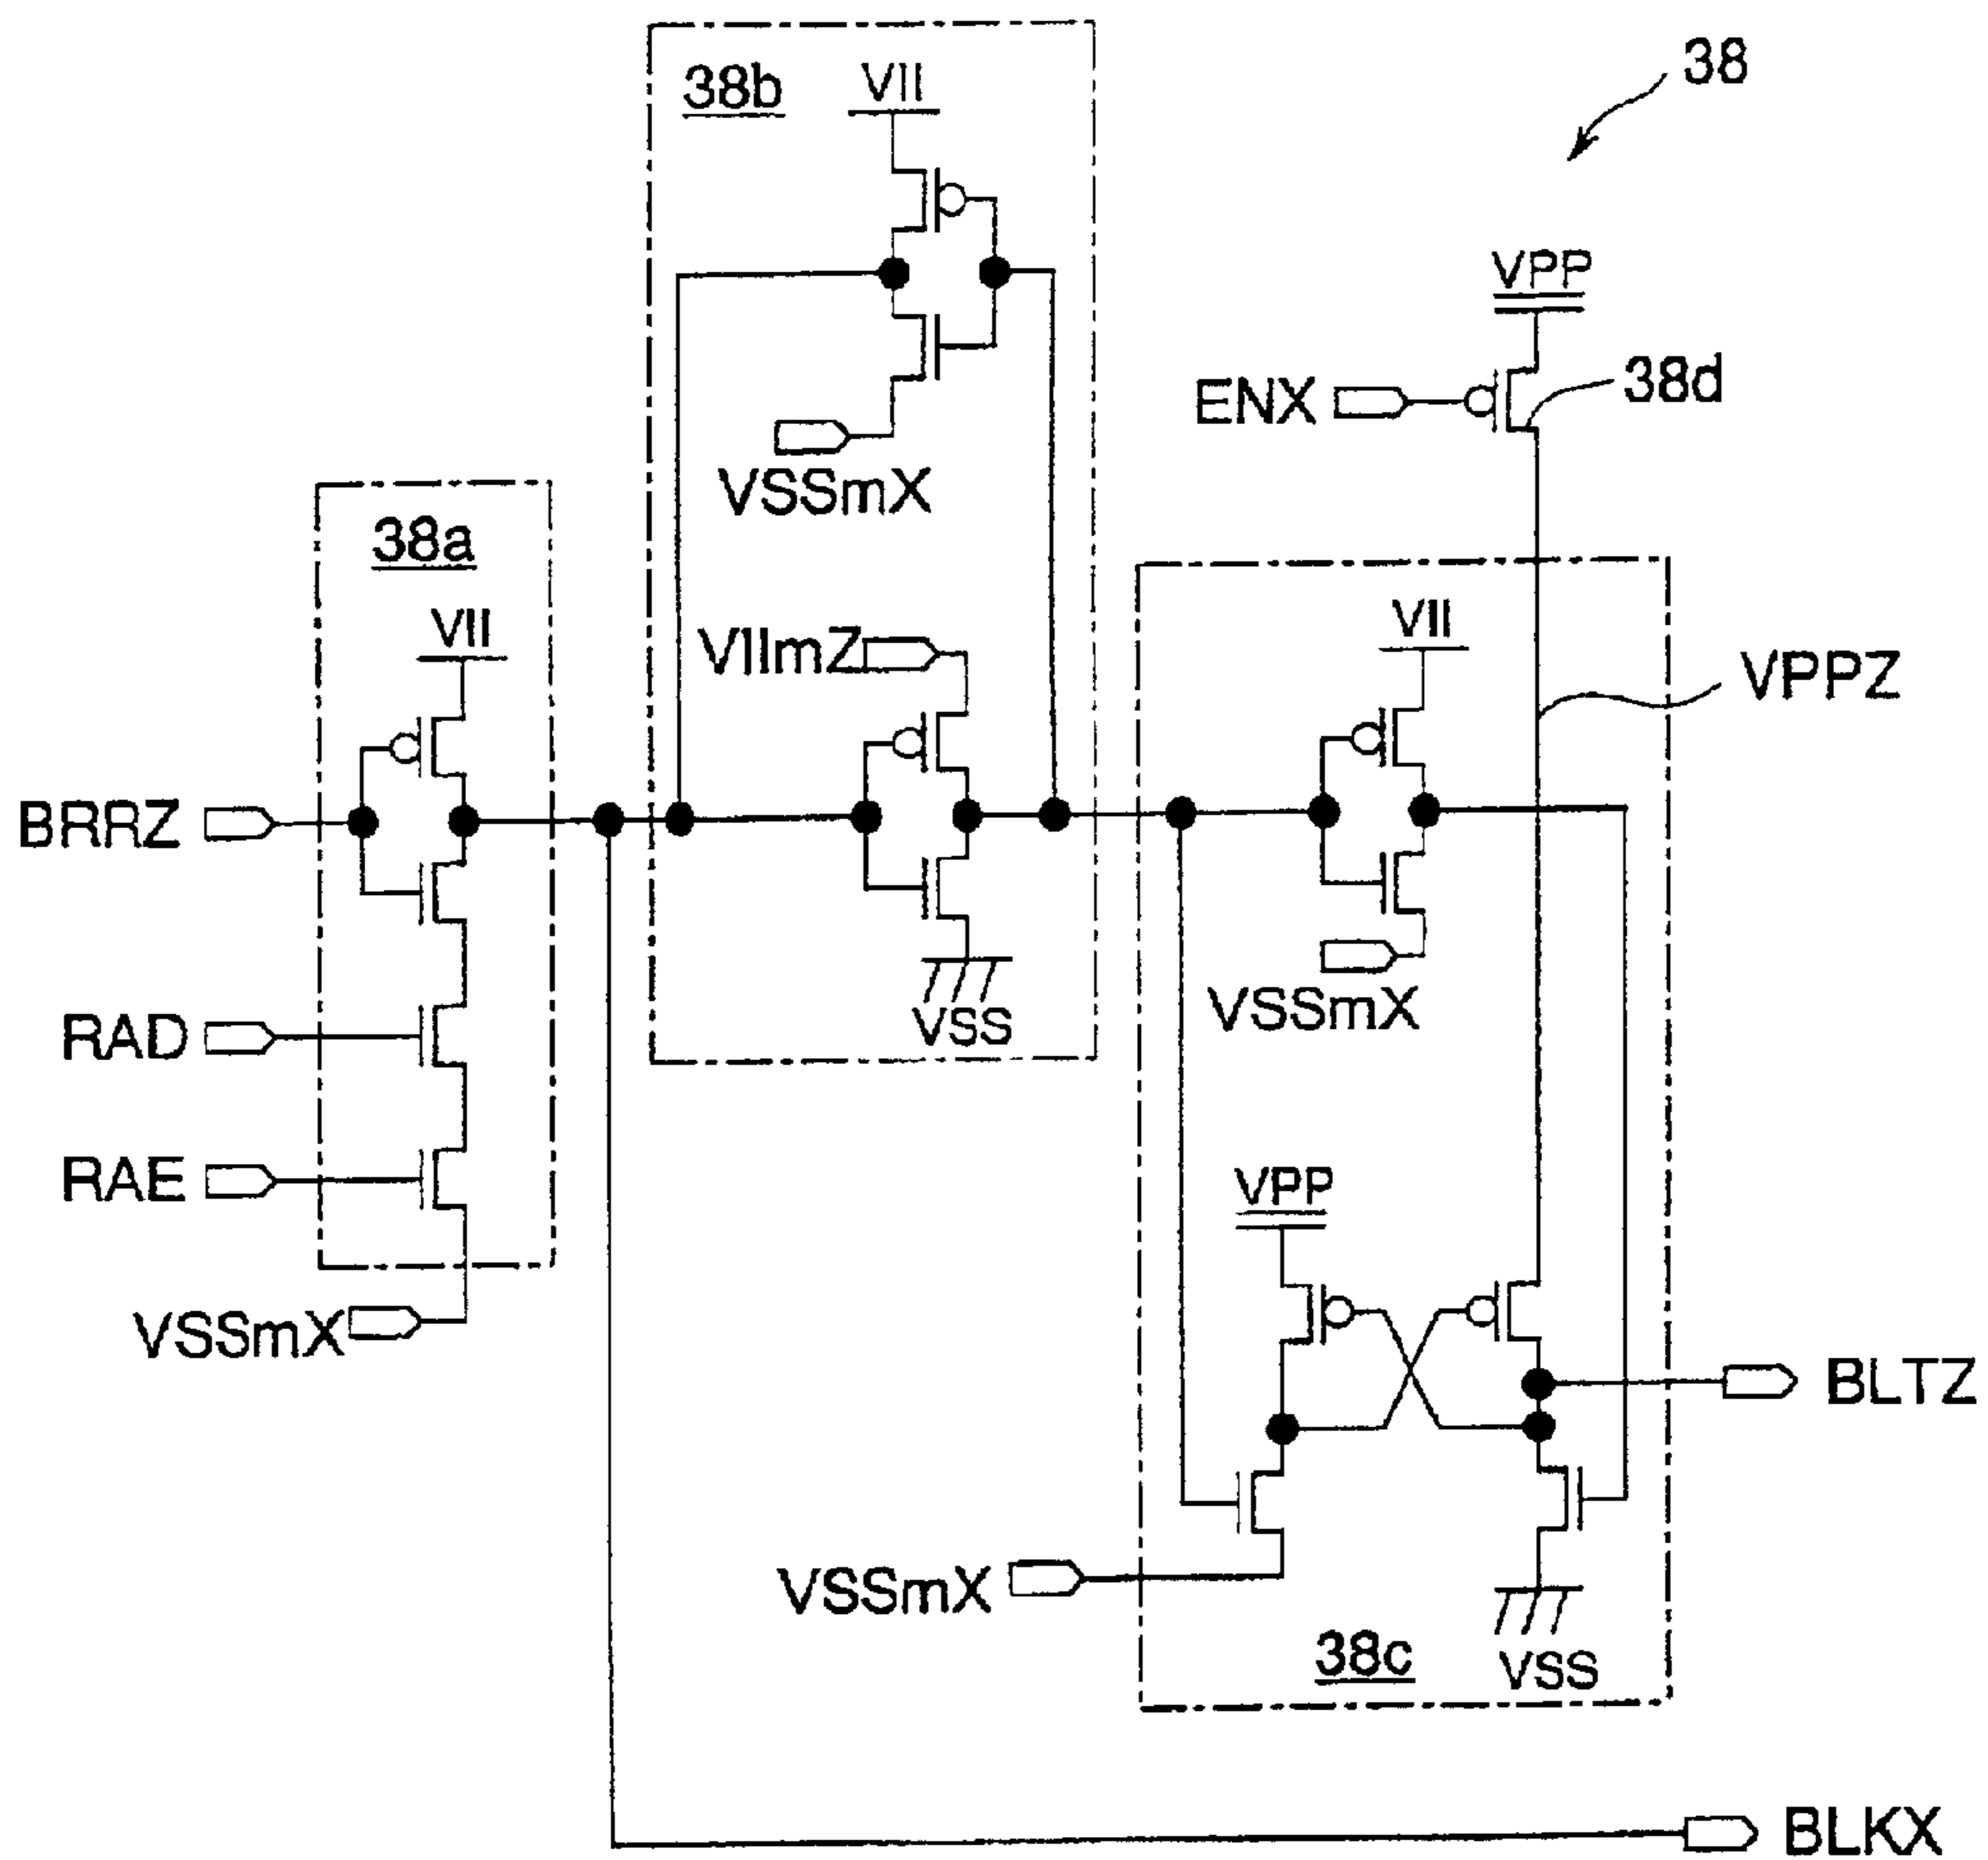 38
38b
VII
VPP
ENX
38d
VSSmX
38a
VII
VIImZ
VII
VPPZ
BRRZ
VSSmX
RAD
VSS
RAE
VPP
VSSmX
BLTZ
VSSmX
38c
VSS
BLKX